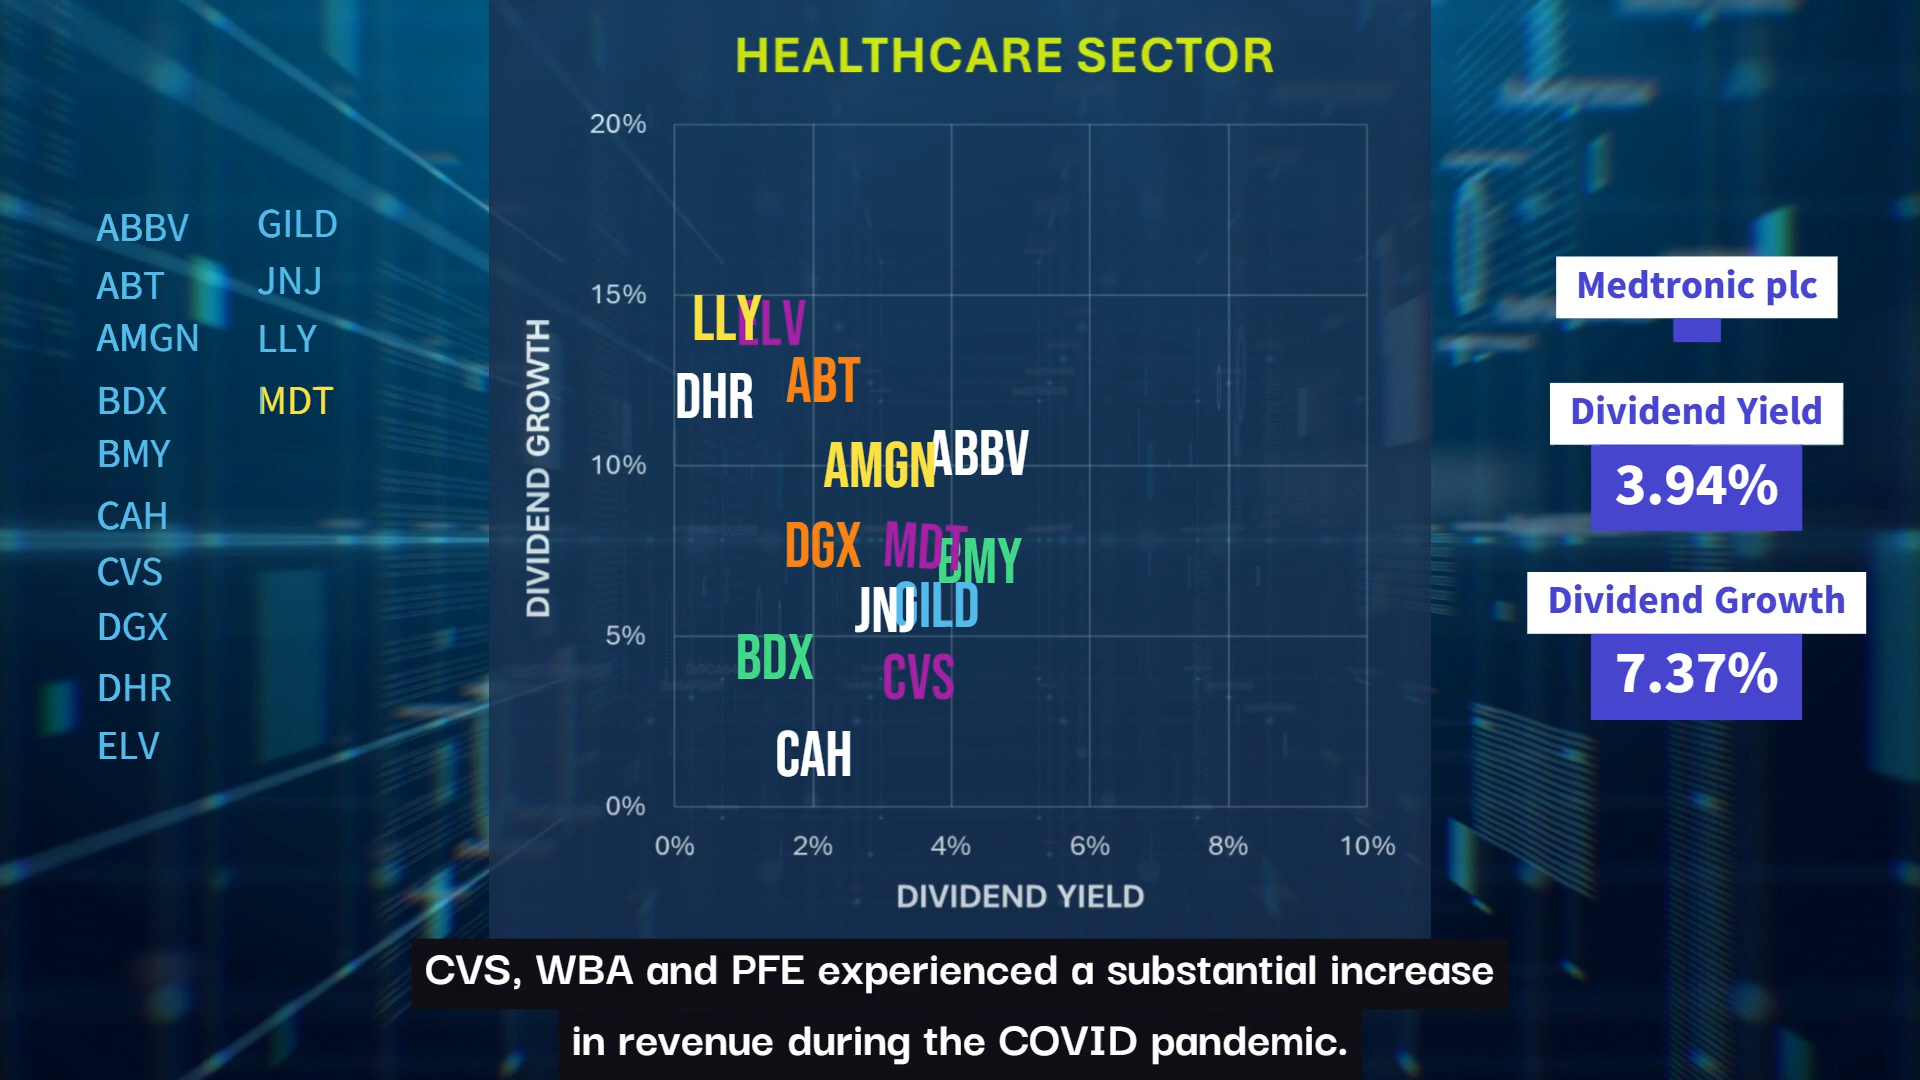 HEALTHCARE SECTOR
ABBV
ABT
AMGN
BDX
BMY
CAH
CVS
DGX
DHR
ELV
GILD
JNJ
LLY
MDT
DIVIDEND GROWTH
20%
15%
10%
5%
0%
LLY
ELV
DHR
ABT
AMGN
ABBV
DGX
MDT
BMY
JNJ
GILD
BDX
CVS
CAH
0%
2%
4%
6%
8%
10%
DIVIDEND YIELD
Medtronic plc
Dividend Yield
3.94%
Dividend Growth
7.37%
CVS, WBA and PFE experienced a substantial increase
in revenue during the COVID pandemic.